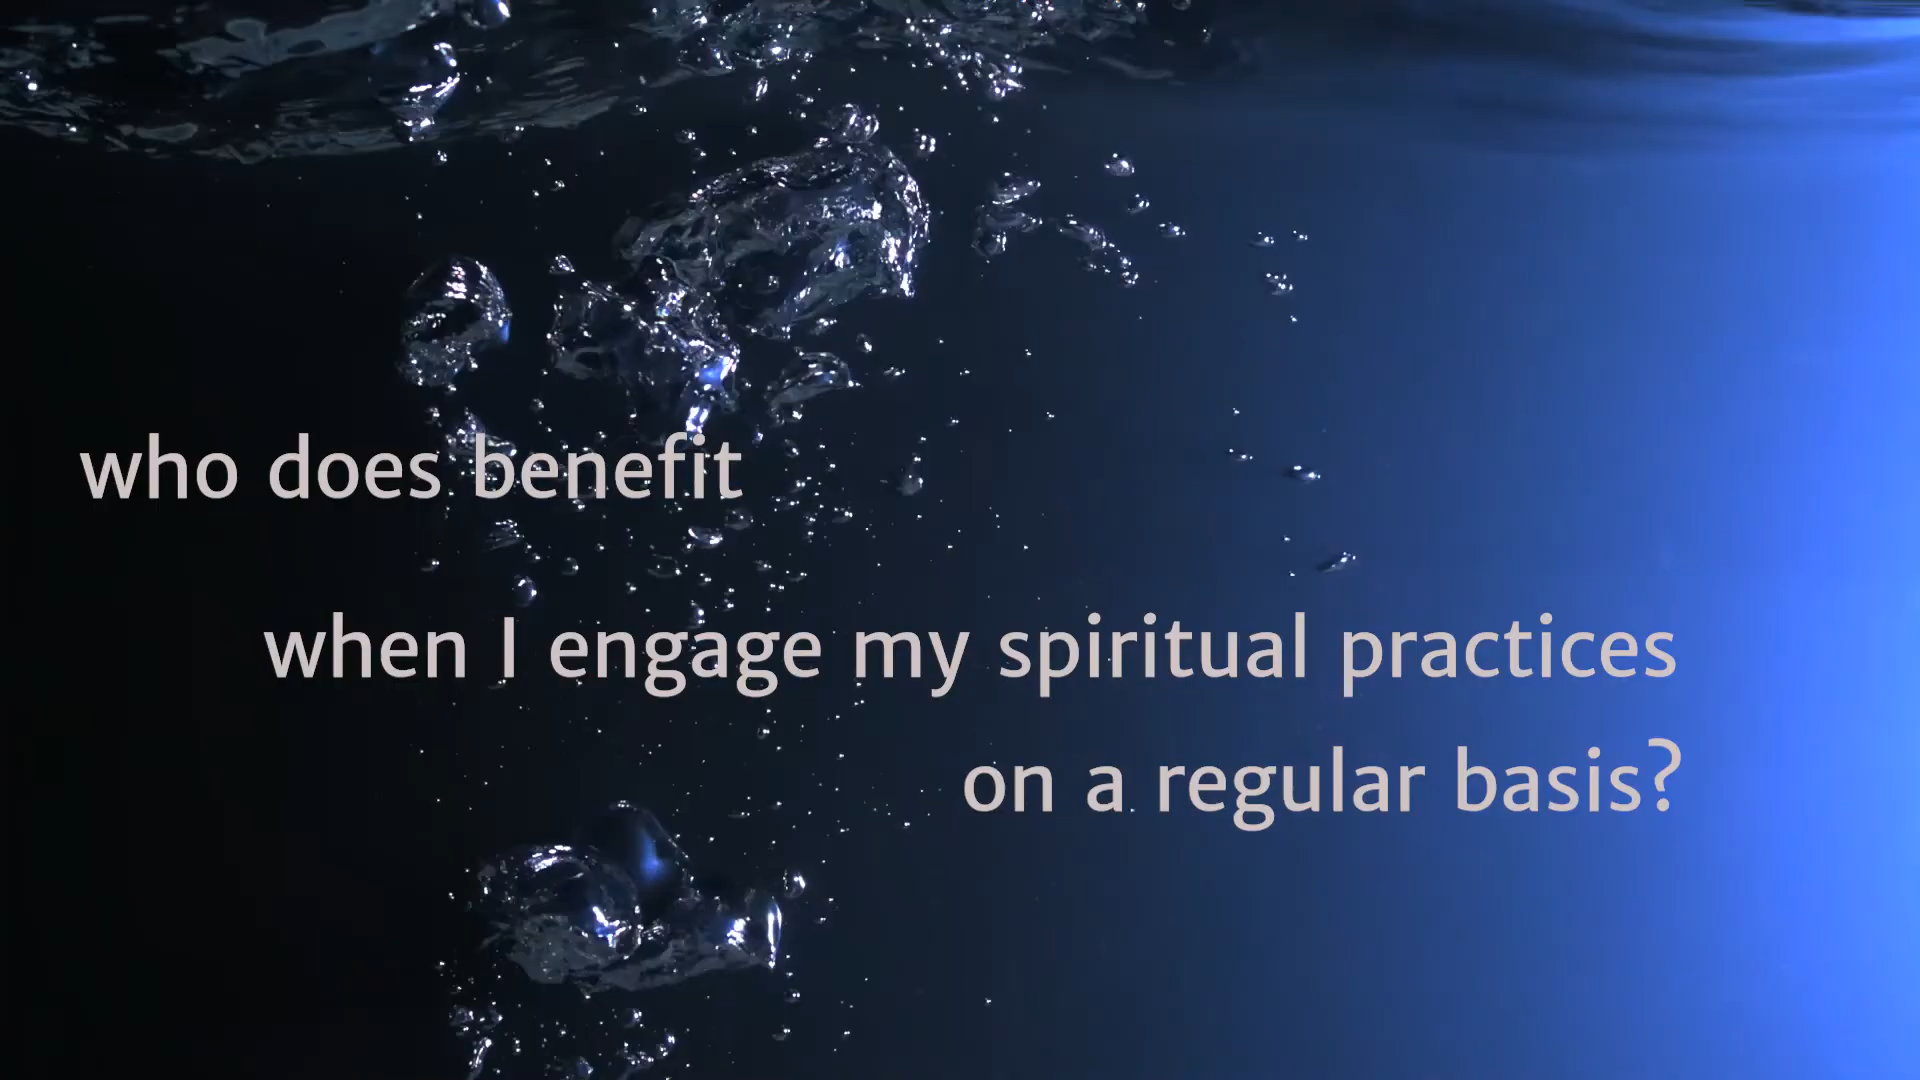 who does benefit
when I engage my spiritual practices
on a regular basis?